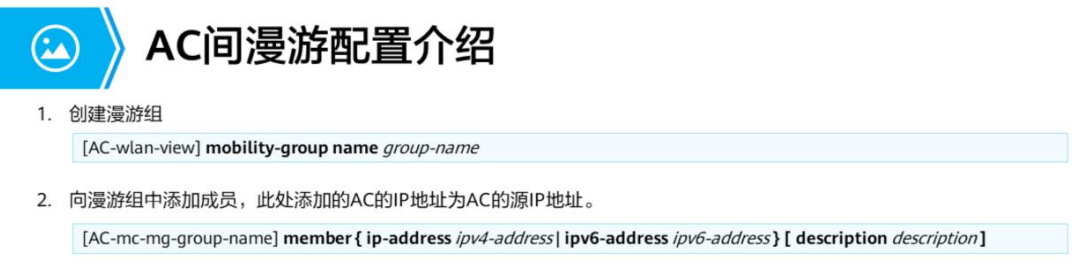 AC间漫游配置介绍
1. 创建漫游组
[AC-wlan-view] mobility-group name group-name
2. 向漫游组中添加成员，此处添加的AC的IP地址为AC的源IP地址。
[AC-mc-mg-group-name] member { ip-address ipv4-address | ipv6-address ipv6-address } [ description description ]